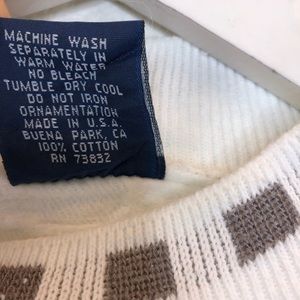 MACHINE WASH
SEPARATELY IN
WARM WATER
NO BLEACH
TUMBLE DRY COOL
DO NOT IRON
ORNAMENTATION
MADE IN U.S.A.
BUENA PARK, CA
100% COTTON
RN 73832